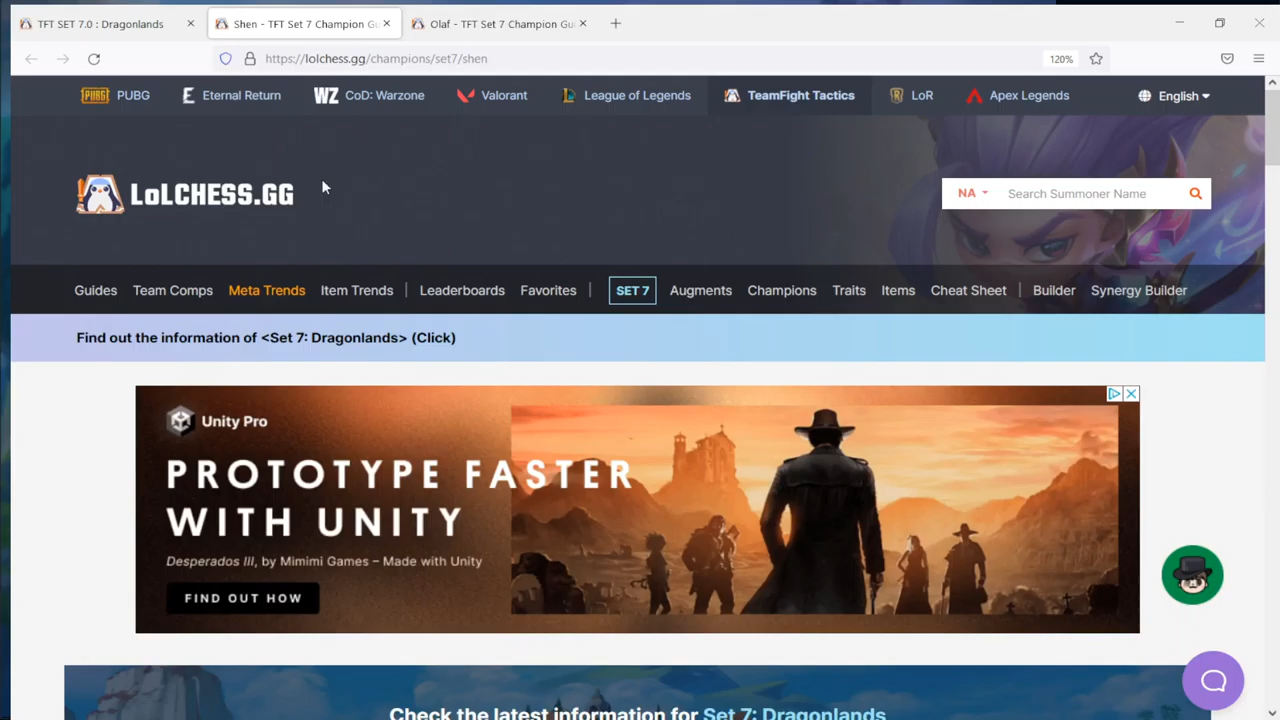 TFT SET 7.0 : Dragonlands
Shen - TFT Set 7 Champion Gu
Olaf - TFT Set 7 Champion Gu
https://lolchess.gg/champions/set7/shen
120%
PUBG PUBG
Eternal Return
WZ CoD: Warzone
Valorant
League of Legends
TeamFight Tactics
LoR
Apex Legends
English
LoLCHESS.GG
NA Search Summoner Name
Guides Team Comps Meta Trends Item Trends | Leaderboards Favorites | SET 7 Augments Champions Traits Items Cheat Sheet | Builder Synergy Builder
Find out the information of <Set 7: Dragonlands> (Click)
Unity Pro
PROTOTYPE FASTER
WITH UNITY
Desperados III, by Mimimi Games – Made with Unity
FIND OUT HOW
Check the latest information for Set 7: Dragonlands